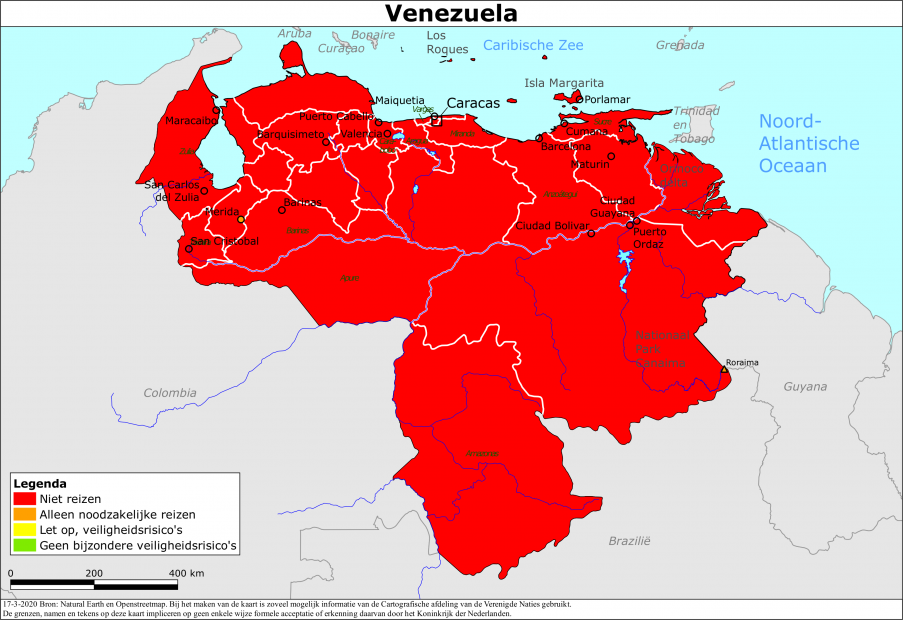 Venezuela
Aruba
Bonaire
Curaçao
Los
Roques
Caribische Zee
Grenada
Isla Margarita
Porlamar
Maiquetia
Caracas
Vargas
Maracaibo
Puerto Cabello
Valencia
Barquisimeto
Miranda
Sucre
Cumana
Barcelona
Maturin
Trinidad
en
Tobago
Noord-
Atlantische
Oceaan
Zulia
San Carlos
del Zulia
Merida
Barinas
Barinas
Anzoátegui
Delta
Ciudad
Guayana
Ciudad Bolivar
Puerto
Ordaz
San Cristobal
Apure
Nationaal
Park
Canaima
Roraima
Colombia
Guyana
Amazonas
Brazilië
Legenda
Niet reizen
Alleen noodzakelijke reizen
Let op, veiligheidsrisico's
Geen bijzondere veiligheidsrisico's
0 200 400 km
17-3-2020 Bron: Natural Earth en Openstreetmap. Bij het maken van de kaart is zoveel mogelijk informatie van de Cartografische afdeling van de Verenigde Naties gebruikt.
De grenzen, namen en tekens op deze kaart impliceren op geen enkele wijze formele acceptatie of erkenning daarvan door het Koninkrijk der Nederlanden.